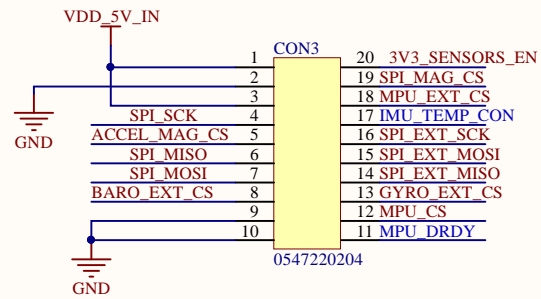 VDD_5V_IN
CON3
1 20 3V3_SENSORS_EN
2 19 SPI_MAG_CS
3 18 MPU_EXT_CS
SPI_SCK 4 17 IMU_TEMP_CON
ACCEL_MAG_CS 5 16 SPI_EXT_SCK
SPI_MISO 6 15 SPI_EXT_MOSI
SPI_MOSI 7 14 SPI_EXT_MISO
BARO_EXT_CS 8 13 GYRO_EXT_CS
9 12 MPU_CS
10 11 MPU_DRDY
GND
0547220204
GND